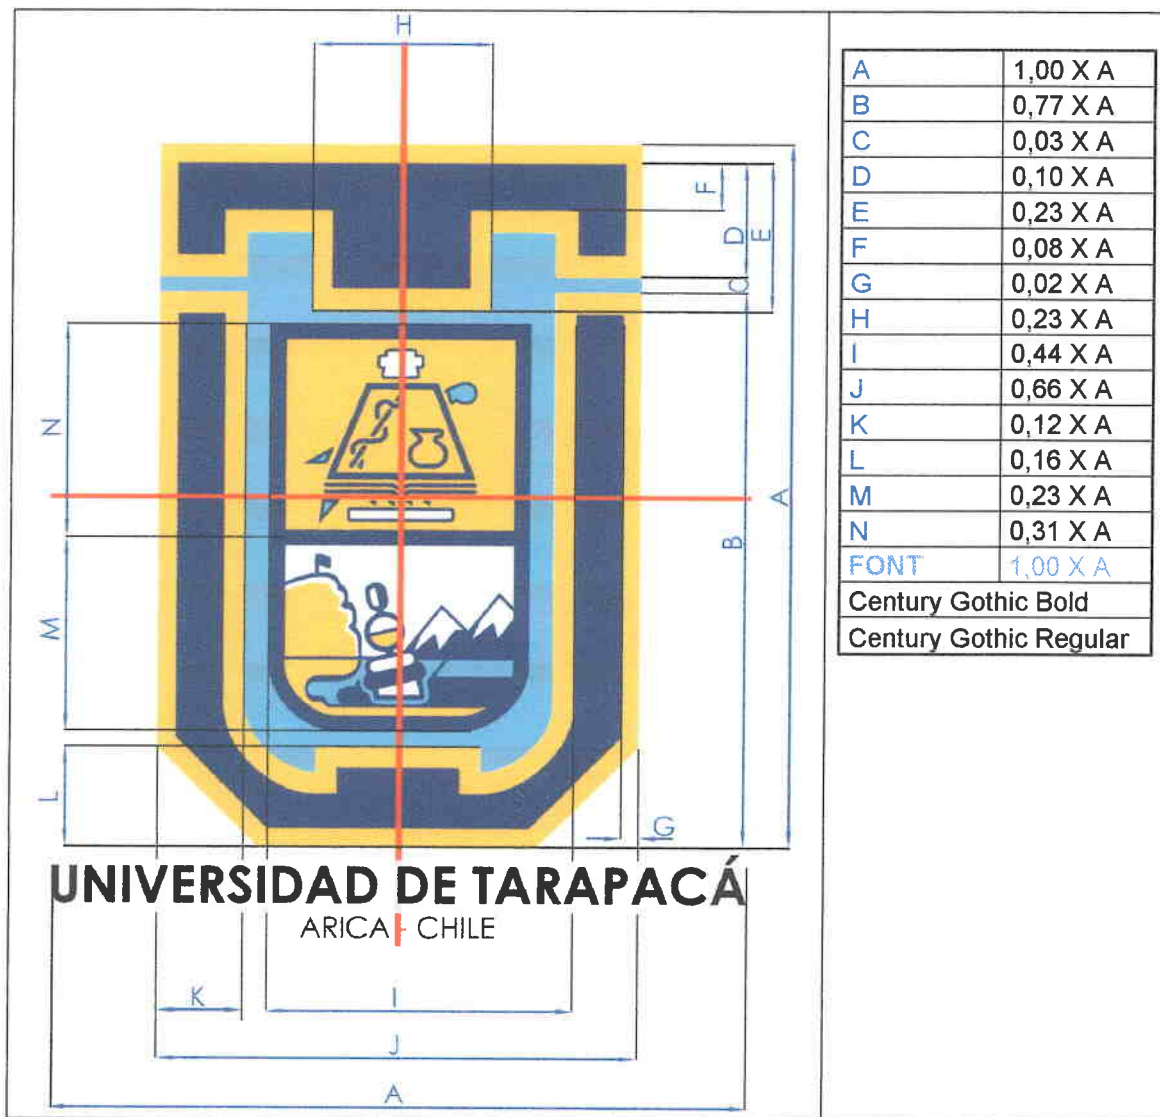 H
A 1,00 X A
B 0,77 X A
C 0,03 X A
D 0,10 X A
E 0,23 X A
F 0,08 X A
G 0,02 X A
H 0,23 X A
I 0,44 X A
J 0,66 X A
K 0,12 X A
L 0,16 X A
M 0,23 X A
N 0,31 X A
FONT 1,00 X A
Century Gothic Bold
Century Gothic Regular
F
D
E
C
N
A
B
M
L
G
UNIVERSIDAD DE TARAPACÁ
ARICA - CHILE
K
I
J
A